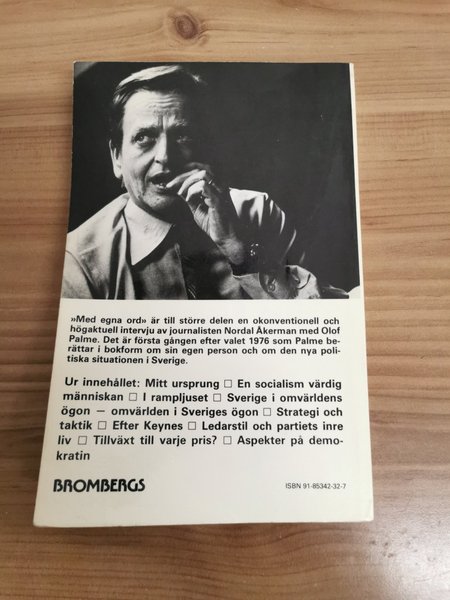 »Med egna ord» är till större delen en okonventionell och
högaktuell intervju av journalisten Nordal Åkerman med Olof
Palme. Det är första gången efter valet 1976 som Palme be-
rättar i bokform om sin egen person och om den nya poli-
tiska situationen i Sverige.
Ur innehållet: Mitt ursprung □ En socialism värdig
människan □ I rampljuset □ Sverige i omvärldens
ögon – omvärlden i Sveriges ögon □ Strategi och
taktik □ Efter Keynes □ Ledarstil och partiets inre
liv □ Tillväxt till varje pris? □ Aspekter på demo-
kratin
BROMBERGS
ISBN 91-85342-32-7